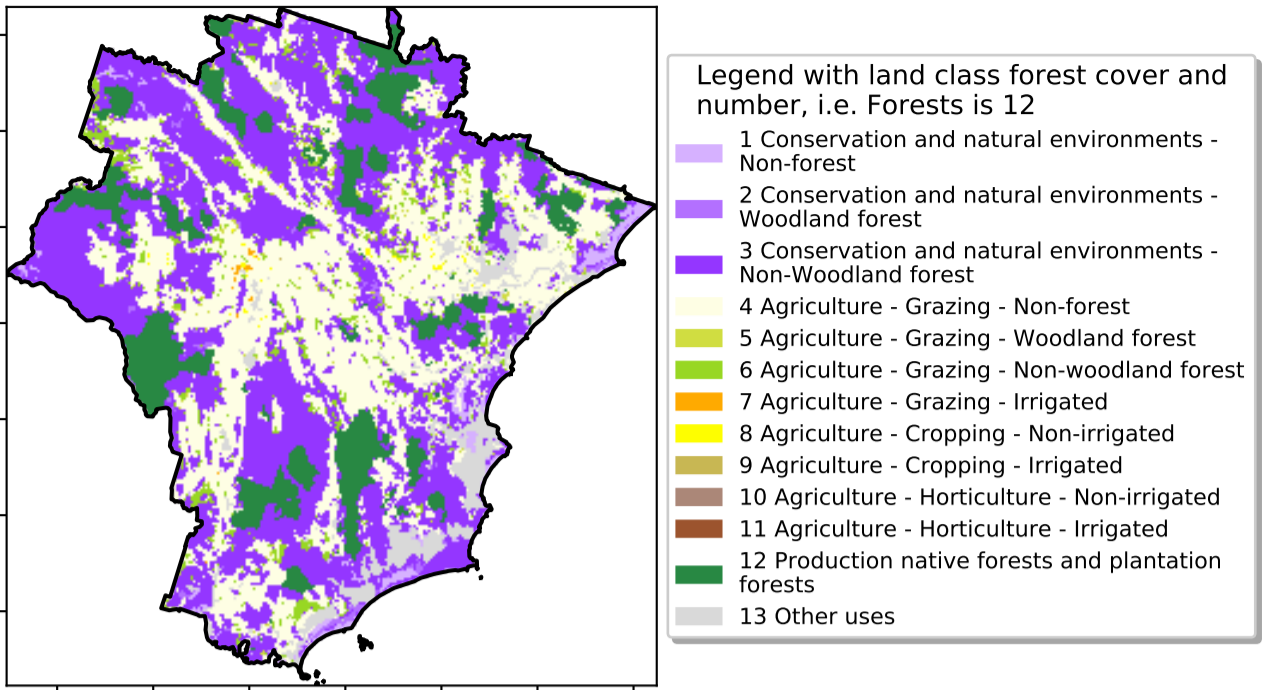 Legend with land class forest cover and
number, i.e. Forests is 12
1 Conservation and natural environments -
Non-forest
2 Conservation and natural environments -
Woodland forest
3 Conservation and natural environments -
Non-Woodland forest
4 Agriculture - Grazing - Non-forest
5 Agriculture - Grazing - Woodland forest
6 Agriculture - Grazing - Non-woodland forest
7 Agriculture - Grazing - Irrigated
8 Agriculture - Cropping - Non-irrigated
9 Agriculture - Cropping - Irrigated
10 Agriculture - Horticulture - Non-irrigated
11 Agriculture - Horticulture - Irrigated
12 Production native forests and plantation
forests
13 Other uses